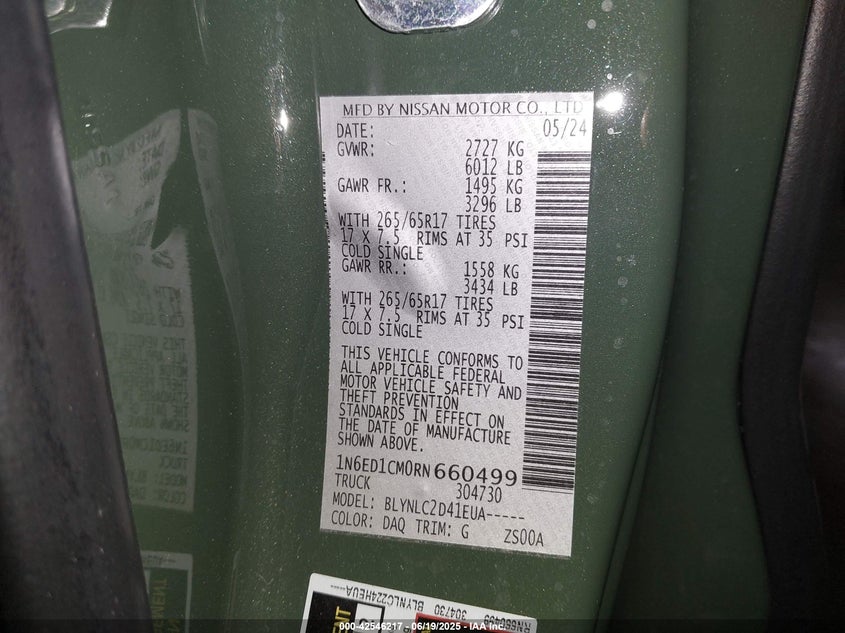 MFD BY NISSAN MOTOR CO., LTD
DATE: 05/24
GVWR: 2727 KG
6012 LB
GAWR FR.: 1495 KG
3296 LB
WITH 265/65R17 TIRES
17 X 7.5 RIMS AT 35 PSI
COLD SINGLE
GAWR RR.: 1558 KG
3434 LB
WITH 265/65R17 TIRES
17 X 7.5 RIMS AT 35 PSI
COLD SINGLE
THIS VEHICLE CONFORMS TO
ALL APPLICABLE FEDERAL
MOTOR VEHICLE SAFETY AND
THEFT PREVENTION
STANDARDS IN EFFECT ON
THE DATE OF MANUFACTURE
SHOWN ABOVE.
1N6ED1CM0RN660499
TRUCK 304730
MODEL: BLYNLC2D41EUA-----
COLOR: DAQ TRIM: G ZS00A
RN660499
304730 BLYNLC224HEUA
000-42546217 - 06/19/2025 - IAA Inc.